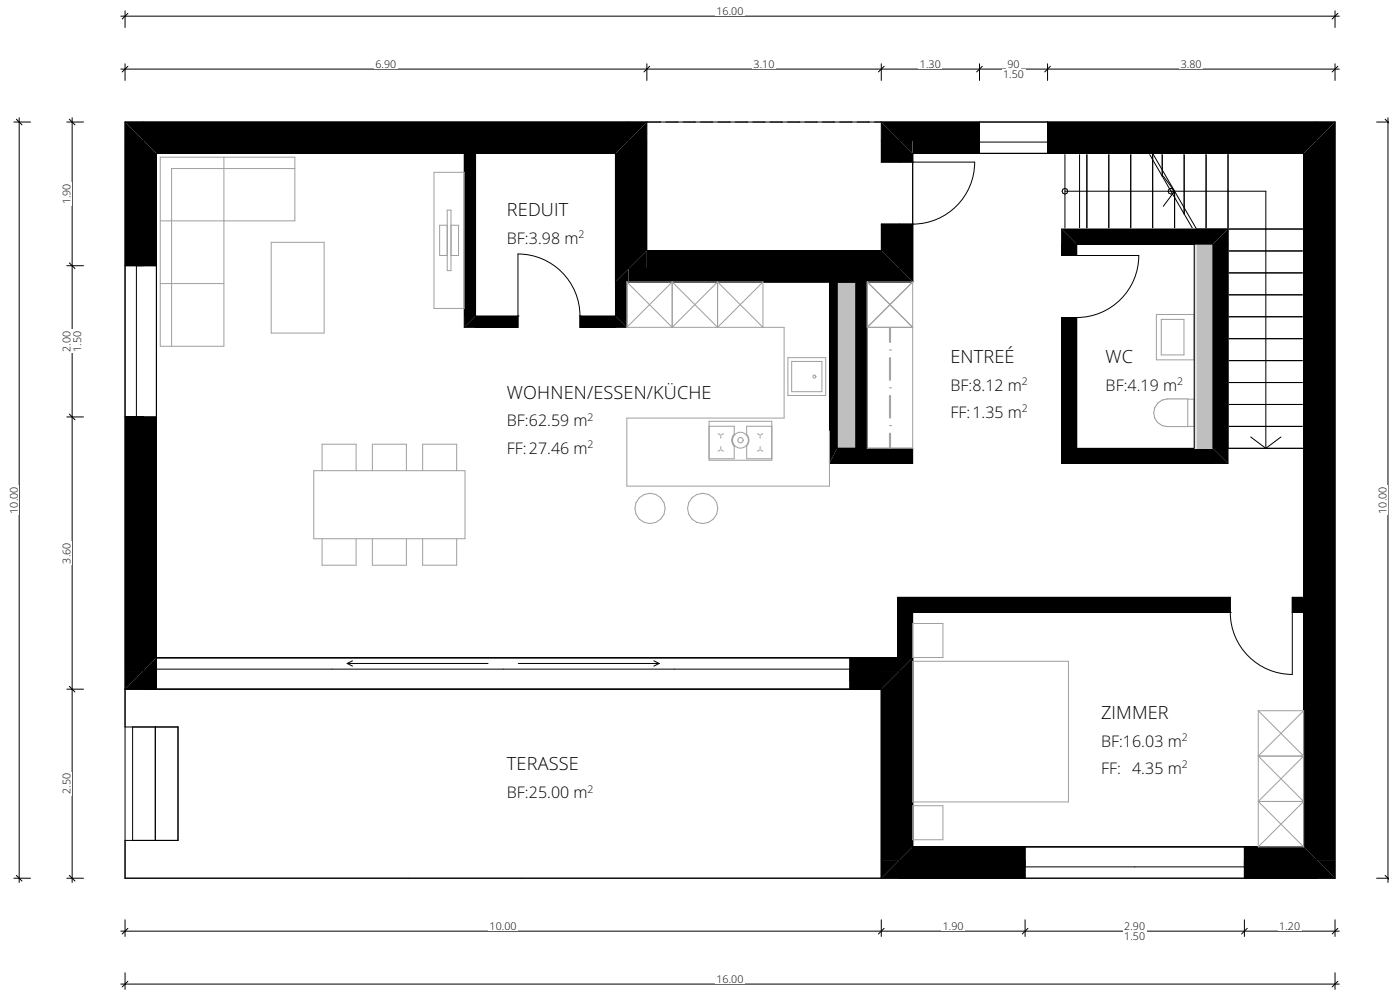 16.00
6.90
3.10
1.30
90
1.50
3.80
1.90
2.00
1.50
3.60
2.50
10.00
10.00
REDUIT
BF:3.98 m²
WOHNEN/ESSEN/KÜCHE
BF:62.59 m²
FF: 27.46 m²
ENTREÉ
BF:8.12 m²
FF: 1.35 m²
WC
BF:4.19 m²
ZIMMER
BF:16.03 m²
FF: 4.35 m²
TERASSE
BF:25.00 m²
10.00
1.90
2.90
1.50
1.20
16.00